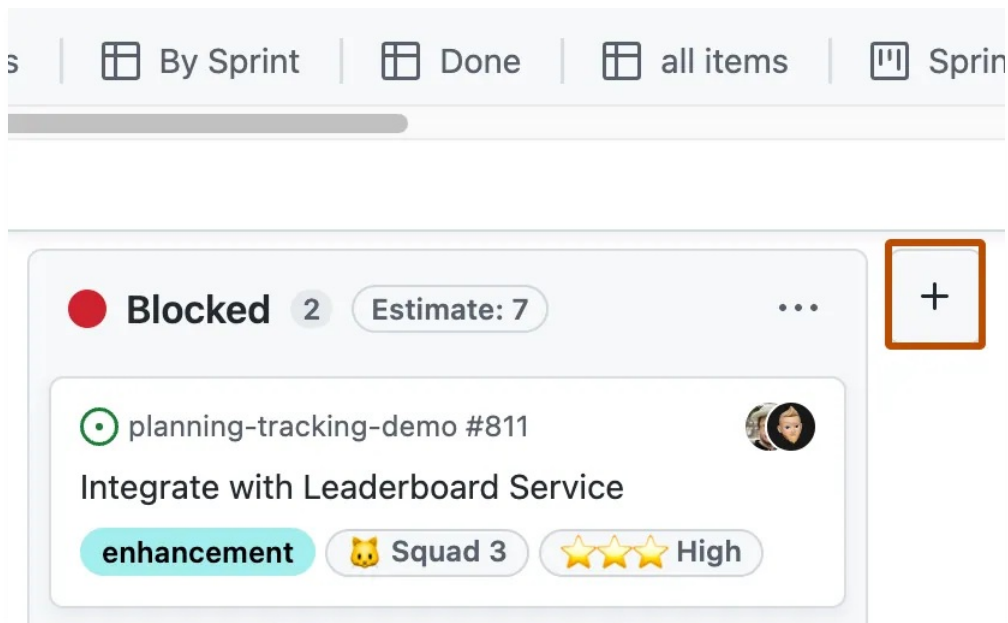 s By Sprint Done all items Sprin
Blocked 2 Estimate: 7 ...
planning-tracking-demo #811
Integrate with Leaderboard Service
enhancement 🐱 Squad 3 ⭐⭐⭐ High